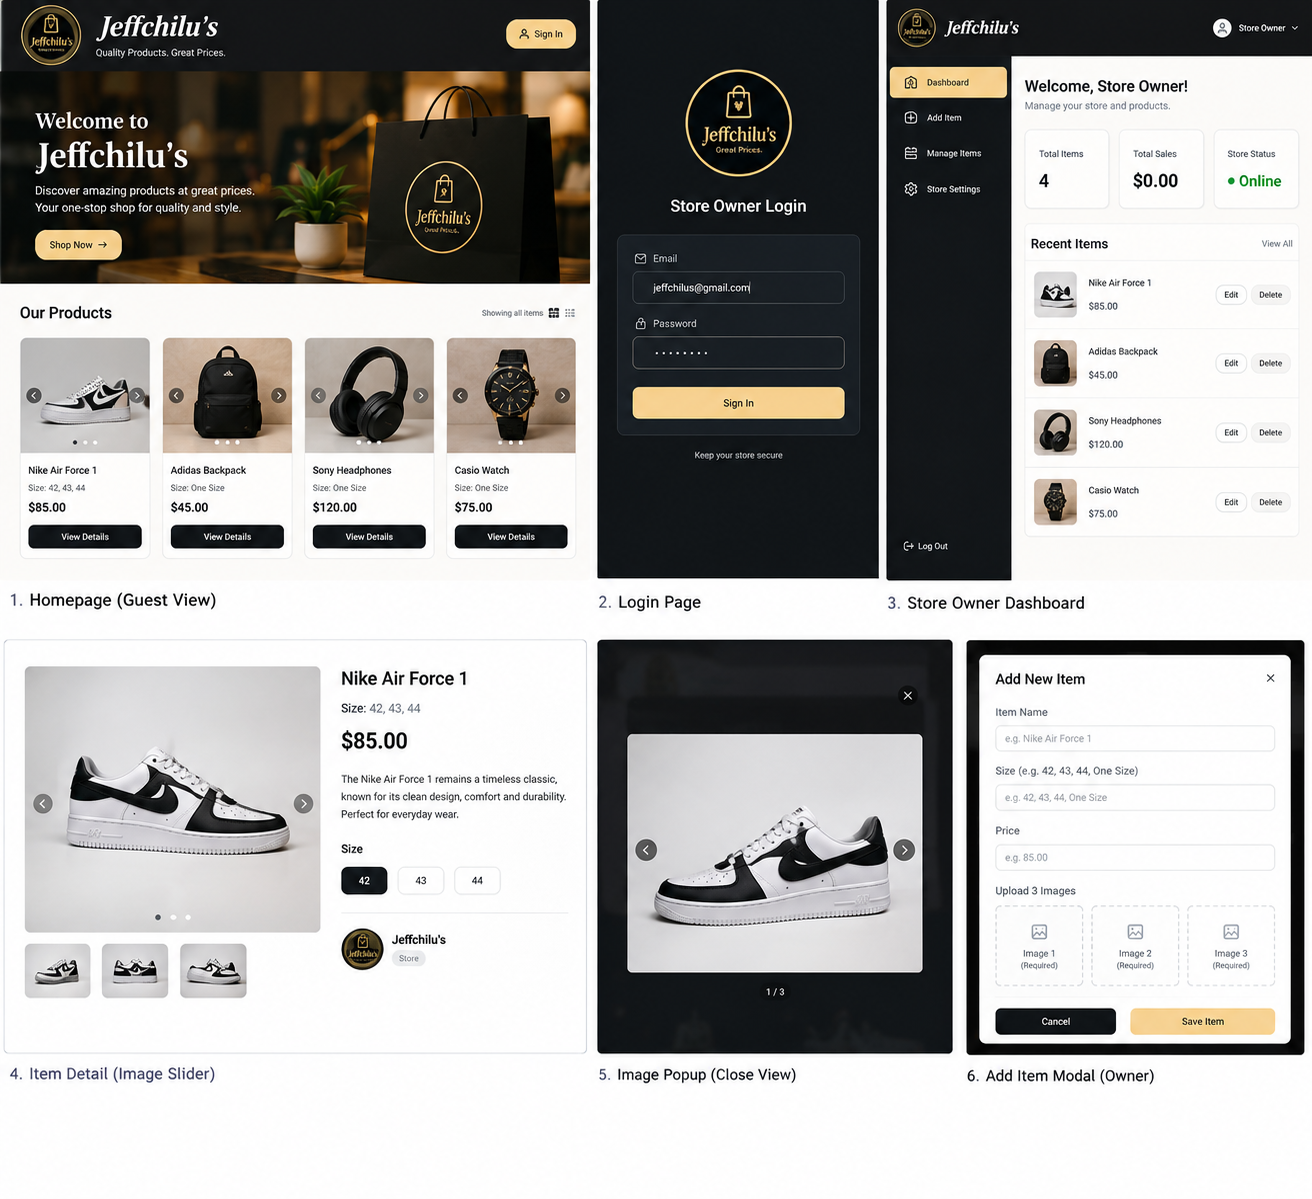 Jeffchilu's
Jeffchilu's
Quality Products. Great Prices.
Sign In
Welcome to
Jeffchilu's
Discover amazing products at great prices.
Your one-stop shop for quality and style.
Shop Now →
Jeffchilu's
Great Prices.
Our Products
Showing all items
Nike Air Force 1
Size: 42, 43, 44
$85.00
View Details
Adidas Backpack
Size: One Size
$45.00
View Details
Sony Headphones
Size: One Size
$120.00
View Details
Casio Watch
Size: One Size
$75.00
View Details
1. Homepage (Guest View)
Jeffchilu's
Great Prices.
Store Owner Login
Email
jeffchilus@gmail.com
Password
Sign In
Keep your store secure
2. Login Page
Jeffchilu's
Jeffchilu's
Store Owner
Dashboard
Add Item
Manage Items
Store Settings
Log Out
Welcome, Store Owner!
Manage your store and products.
Total Items
4
Total Sales
$0.00
Store Status
Online
Recent Items
View All
Nike Air Force 1
$85.00
Edit
Delete
Adidas Backpack
$45.00
Edit
Delete
Sony Headphones
$120.00
Edit
Delete
Casio Watch
$75.00
Edit
Delete
3. Store Owner Dashboard
Nike Air Force 1
Size: 42, 43, 44
$85.00
The Nike Air Force 1 remains a timeless classic,
known for its clean design, comfort and durability.
Perfect for everyday wear.
Size
42
43
44
Jeffchilu's
Jeffchilu's
Store
4. Item Detail (Image Slider)
1 / 3
5. Image Popup (Close View)
Add New Item
Item Name
e.g. Nike Air Force 1
Size (e.g. 42, 43, 44, One Size)
e.g. 42, 43, 44, One Size
Price
e.g. 85.00
Upload 3 Images
Image 1
(Required)
Image 2
(Required)
Image 3
(Required)
Cancel
Save Item
6. Add Item Modal (Owner)